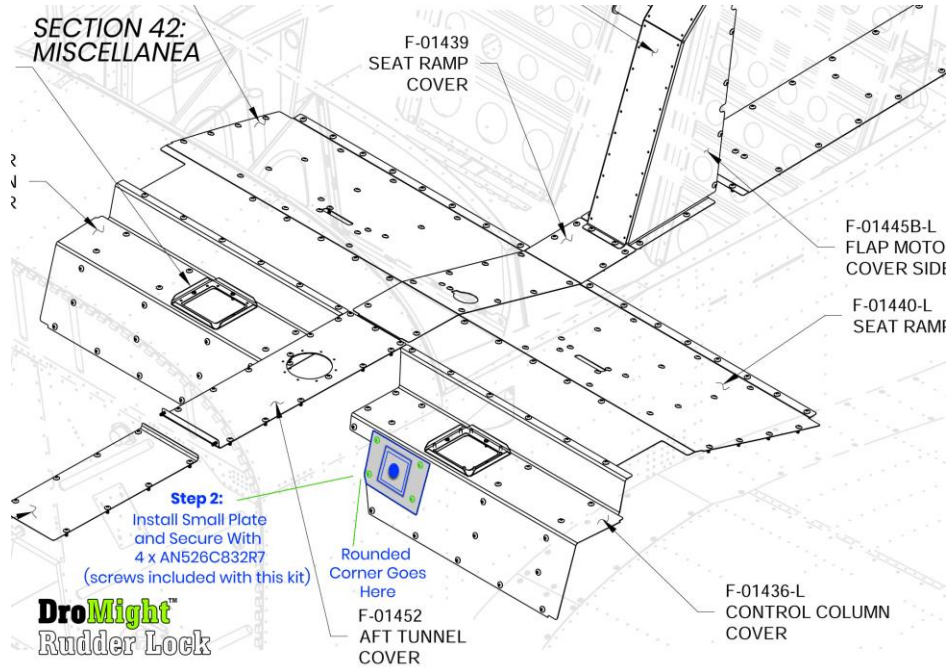 SECTION 42:
MISCELLANEA
F-01439
SEAT RAMP
COVER
F-01445B-L
FLAP MOTO
COVER SIDE
F-01440-L
SEAT RAMP
Step 2:
Install Small Plate
and Secure With
4 x AN526C832R7
(screws included with this kit)
Rounded
Corner Goes
Here
F-01452
AFT TUNNEL
COVER
F-01436-L
CONTROL COLUMN
COVER
DroMight™
Rudder Lock